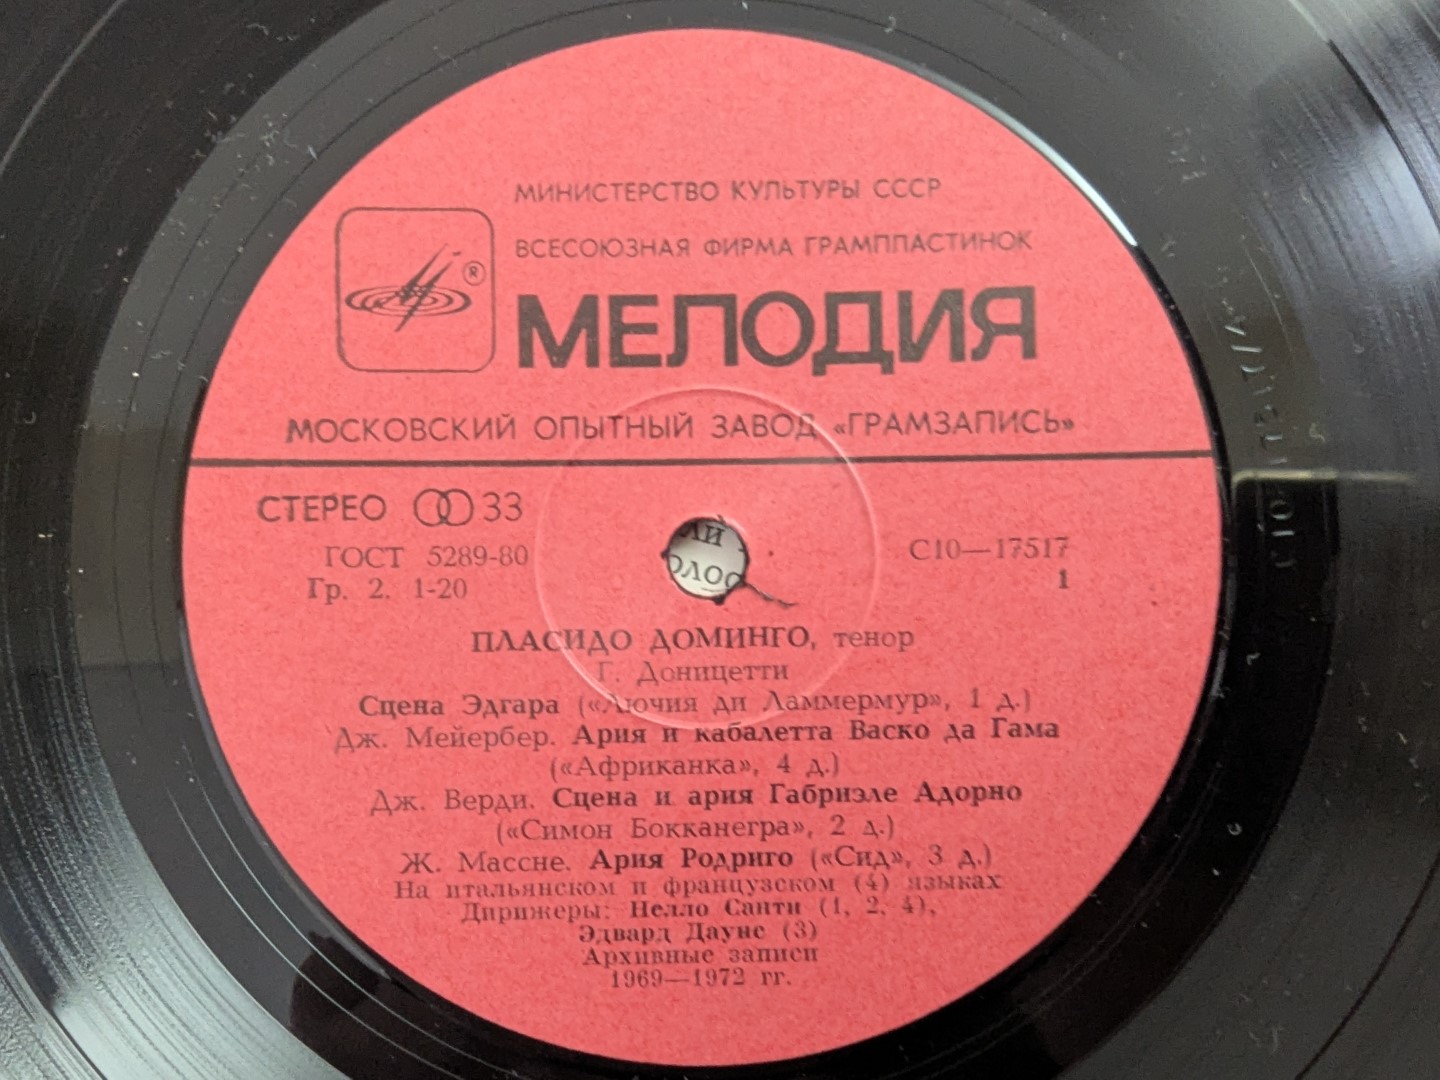 МИНИСТЕРСТВО КУЛЬТУРЫ СССР
ВСЕСОЮЗНАЯ ФИРМА ГРАМПЛАСТИНОК
®
МЕЛОДИЯ
МОСКОВСКИЙ ОПЫТНЫЙ ЗАВОД «ГРАМЗАПИСЬ»
СТЕРЕО 33
ГОСТ 5289-80
Гр. 2. 1-20
С10—17517
1
ПЛАСИДО ДОМИНГО, тенор
Г. Доницетти
Сцена Эдгара («Лючия ди Ламмермур», 1 д.)
Дж. Мейербер. Ария и кабалетта Васко да Гама
(«Африканка», 4 д.)
Дж. Верди. Сцена и ария Габриэле Адорно
(«Симон Бокканегра», 2 д.)
Ж. Массне. Ария Родриго («Сид», 3 д.)
На итальянском и французском (4) языках
Дирижеры: Нелло Санти (1, 2, 4),
Эдвард Даунс (3)
Архивные записи
1969—1972 гг.